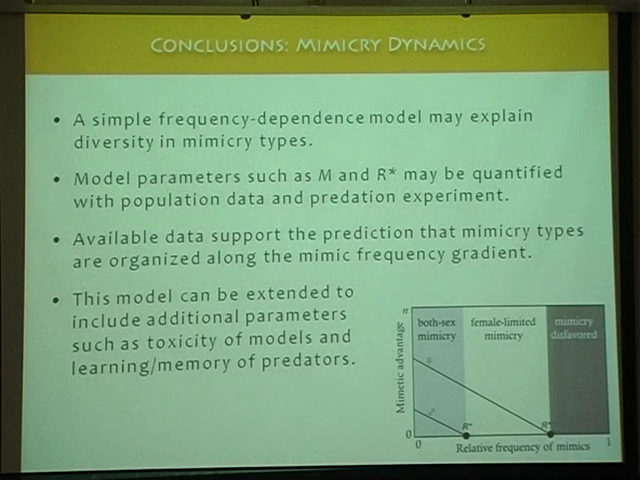 CONCLUSIONS: MIMICRY DYNAMICS
• A simple frequency-dependence model may explain
diversity in mimicry types.
• Model parameters such as M and R* may be quantified
with population data and predation experiment.
• Available data support the prediction that mimicry types
are organized along the mimic frequency gradient.
• This model can be extended to
include additional parameters
such as toxicity of models and
learning/memory of predators.
both-sex female-limited mimicry
mimicry mimicry disfavored
Mimetic advantage
R* R*
0
0 Relative frequency of mimics 1